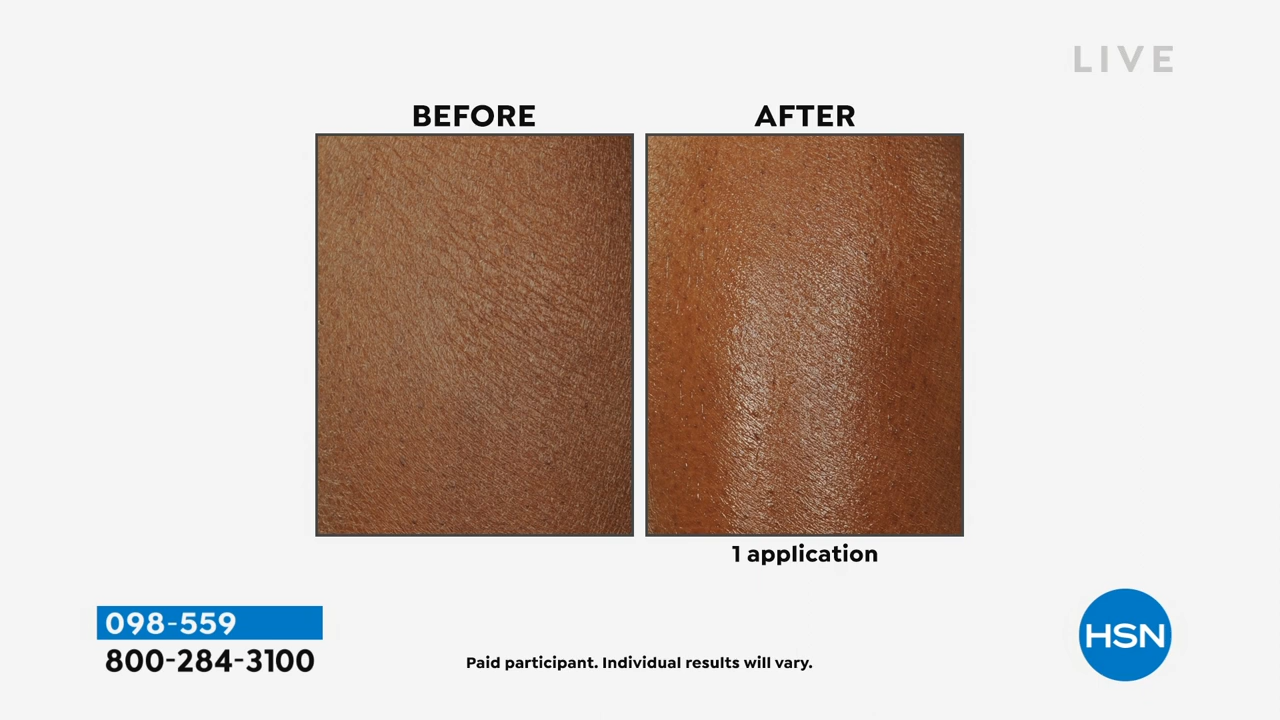 LIVE
BEFORE
AFTER
1 application
098-559
800-284-3100
Paid participant. Individual results will vary.
HSN